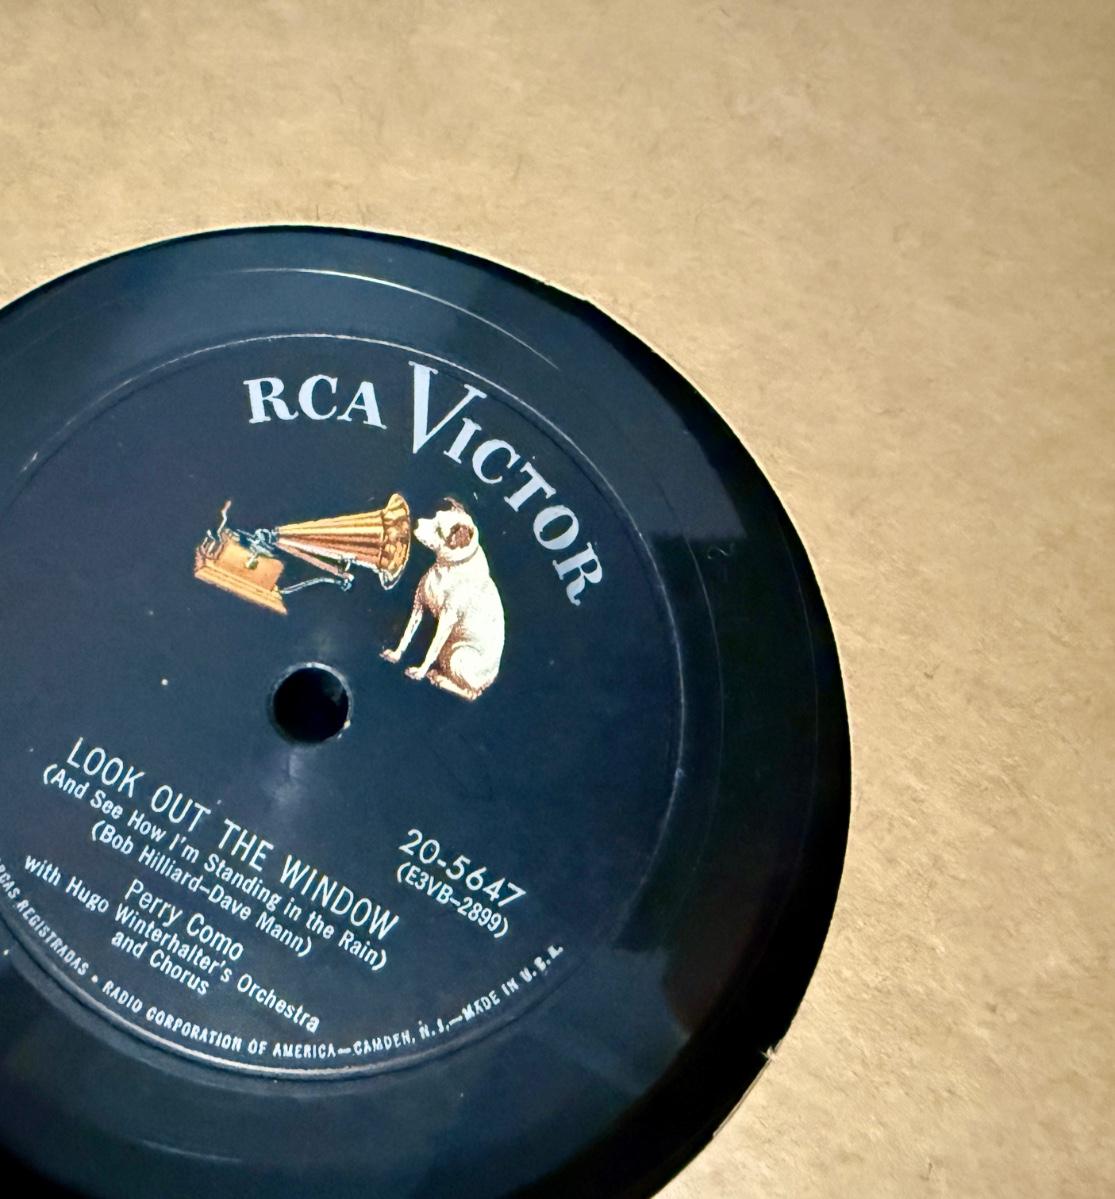 RCA VICTOR
LOOK OUT THE WINDOW
(And See How I'm Standing in the Rain)
(Bob Hilliard–Dave Mann)
Perry Como
with Hugo Winterhalter's Orchestra
and Chorus
20-5647
(E3VB-2899)
REGISTRADAS • RADIO CORPORATION OF AMERICA—CAMDEN, N. J.—MADE IN U.S.A.